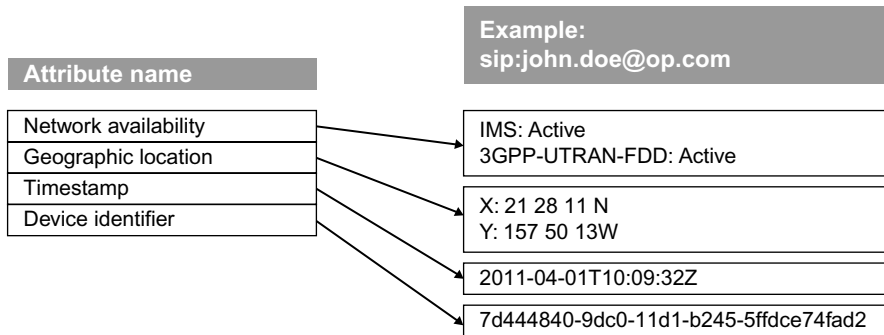 Example:
sip:john.doe@op.com
Attribute name
Network availability
Geographic location
Timestamp
Device identifier
IMS: Active
3GPP-UTRAN-FDD: Active
X: 21 28 11 N
Y: 157 50 13W
2011-04-01T10:09:32Z
7d444840-9dc0-11d1-b245-5ffdce74fad2